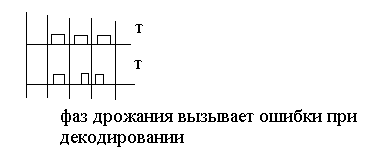 т
т
фаз дрожания вызывает ошибки при
декодировании